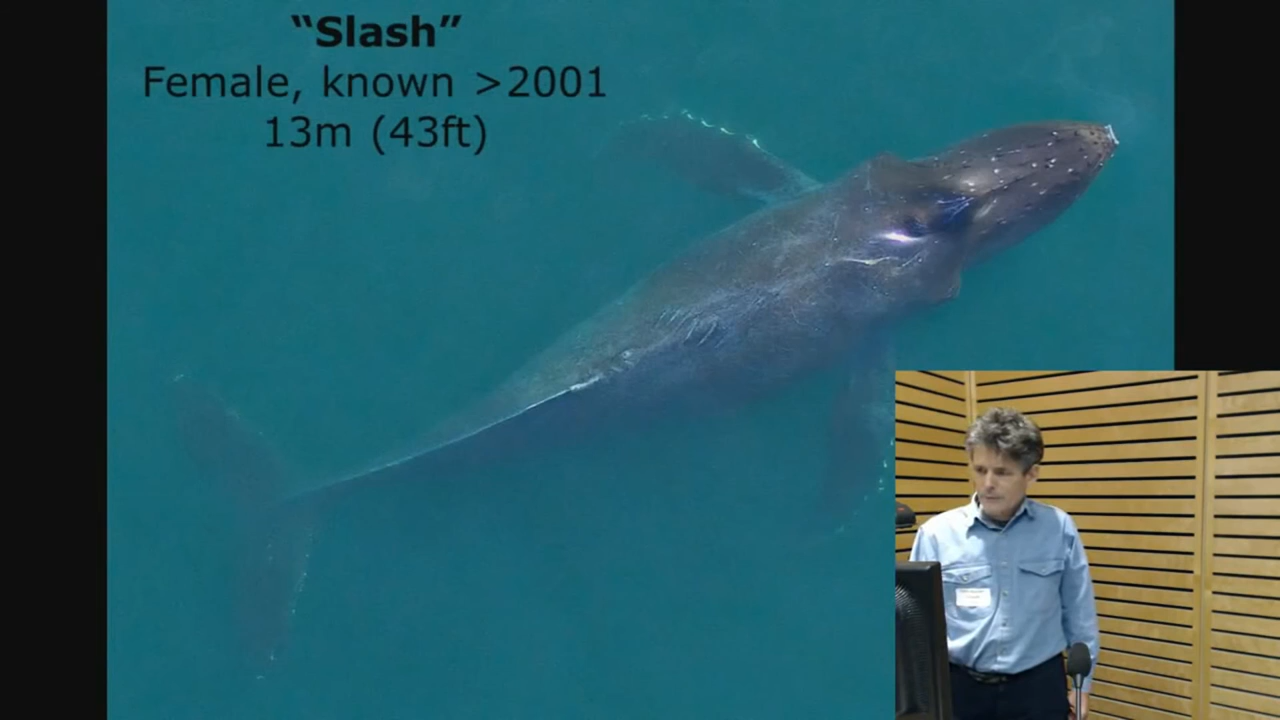 “Slash”
Female, known >2001
13m (43ft)